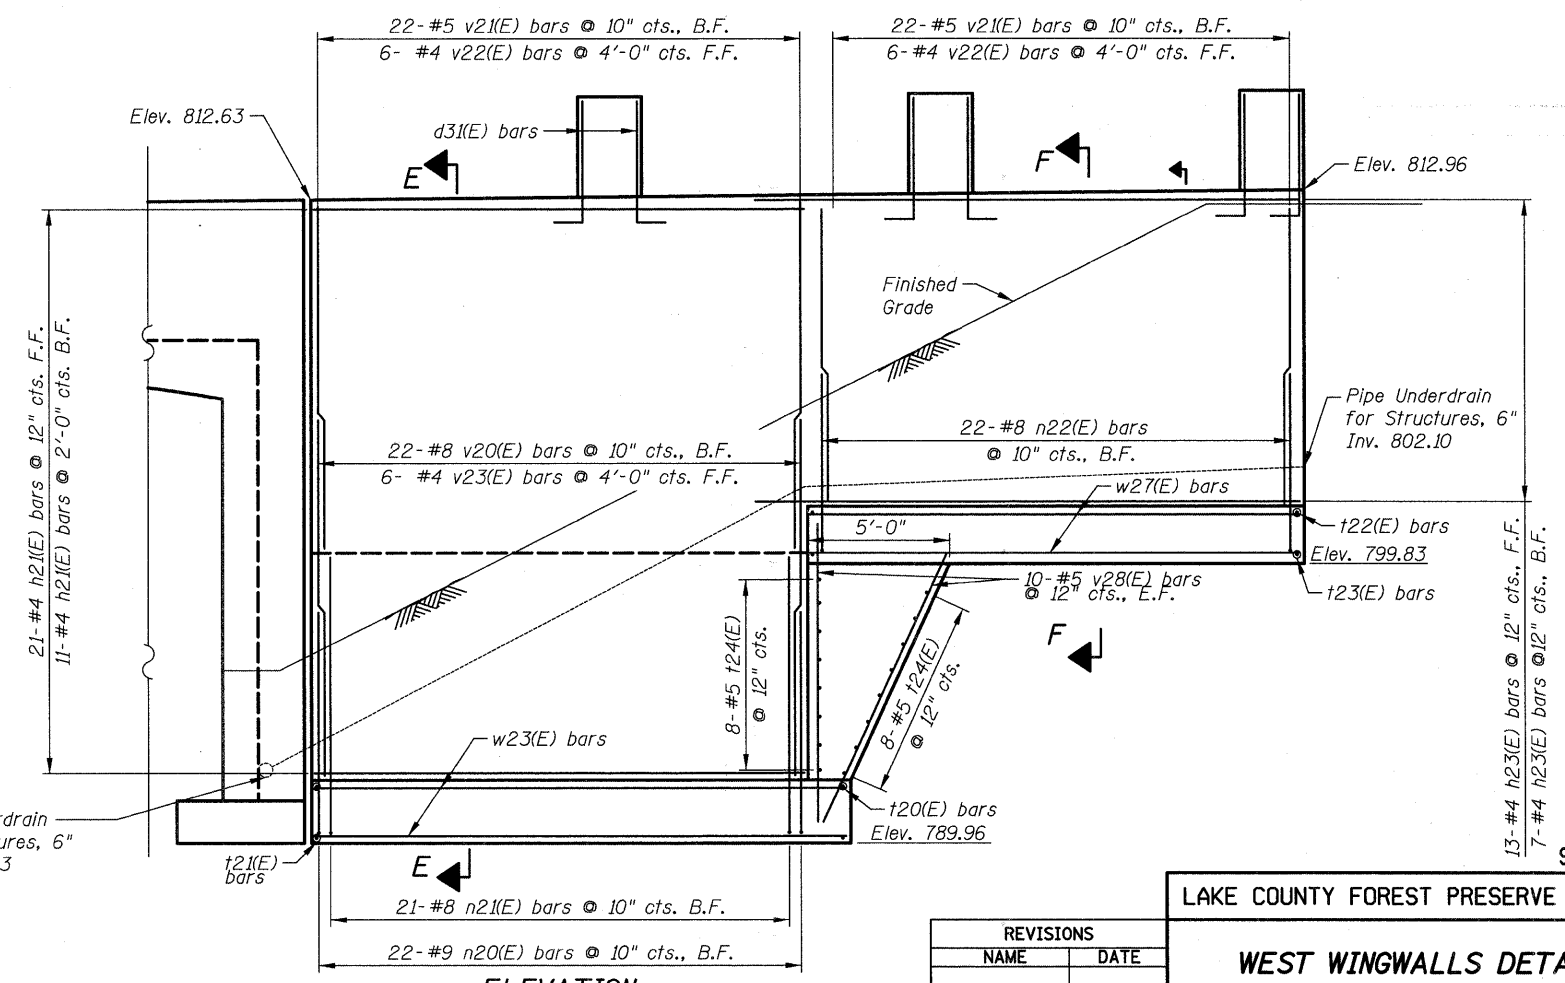 22-#5 v21(E) bars @ 10" cts., B.F.
6- #4 v22(E) bars @ 4'-0" cts. F.F.
22-#5 v21(E) bars @ 10" cts., B.F.
6-#4 v22(E) bars @ 4'-0" cts. F.F.
Elev. 812.63
d31(E) bars
E
F
Elev. 812.96
Finished
Grade
21-#4 h21(E) bars @ 12" cts. F.F.
11-#4 h21(E) bars @ 2'-0" cts. B.F.
Pipe Underdrain
for Structures, 6"
Inv. 802.10
22-#8 n22(E) bars
@ 10" cts., B.F.
22-#8 v20(E) bars @ 10" cts., B.F.
6- #4 v23(E) bars @ 4'-0" cts. F.F.
w27(E) bars
5'-0"
t22(E) bars
Elev. 799.83
10-#5 v28(E) bars
@ 12" cts., E.F.
t23(E) bars
F
8-#5 t24(E)
@ 12" cts.
8-#5 t24(E)
@ 12" cts.
13-#4 h23(E) bars @ 12" cts., F.F.
7-#4 h23(E) bars @12" cts., B.F.
w23(E) bars
t20(E) bars
Elev. 789.96
rdrain
ures, 6"
3
t21(E)
bars
E
21-#8 n21(E) bars @ 10" cts. B.F.
22-#9 n20(E) bars @ 10" cts., B.F.
ELEVATION
LAKE COUNTY FOREST PRESERVE
REVISIONS
NAME DATE
WEST WINGWALLS DETA